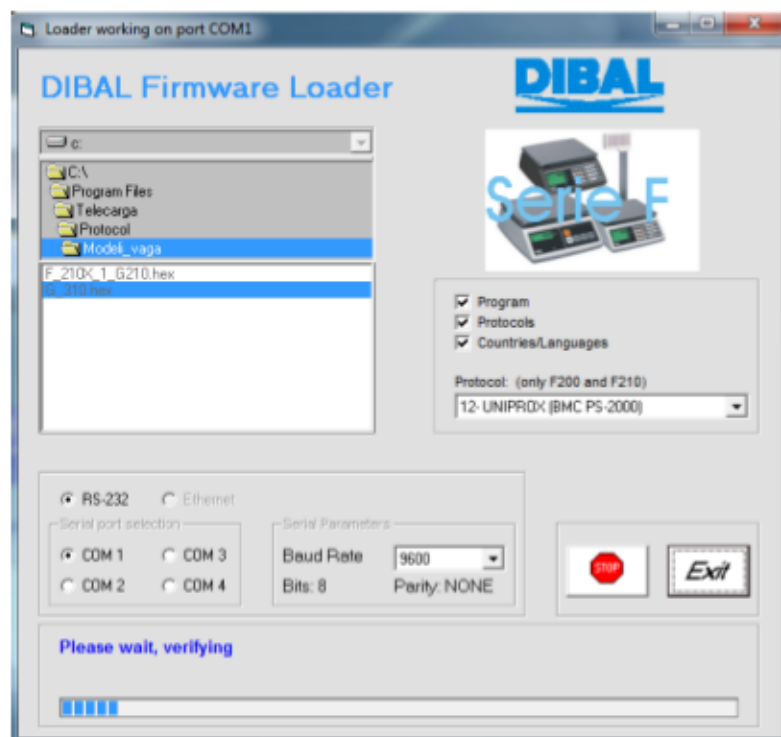 Loader working on port COM1
DIBAL Firmware Loader
DIBAL
c:
C:\
Program Files
Telecarga
Protocol
Modeli_vaga
F_210X_1_G210.hex
G_310.hex
Serie F
Program
Protocols
Countries/Languages
Protocol: (only F200 and F210)
12- UNIPROX (BMC PS-2000)
RS-232 Ethernet
Serial port selection
COM 1 COM 3
COM 2 COM 4
Serial Parameters
Baud Rate 9600
Bits: 8 Parity: NONE
STOP
Exit
Please wait, verifying